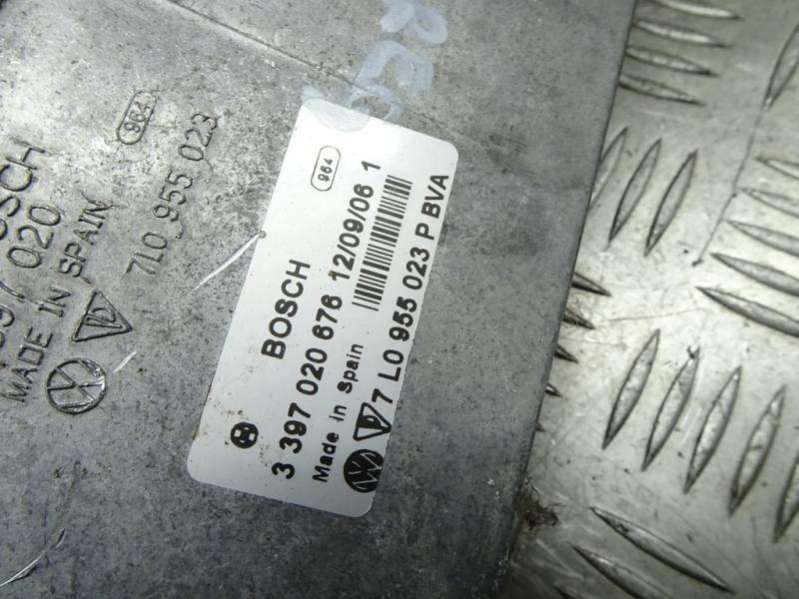 964
BOSCH
3 397 020 676 12/09/06 1
Made in Spain
7 L0 955 023 P BVA
964
7L0 955 023
020
MADE IN SPAIN